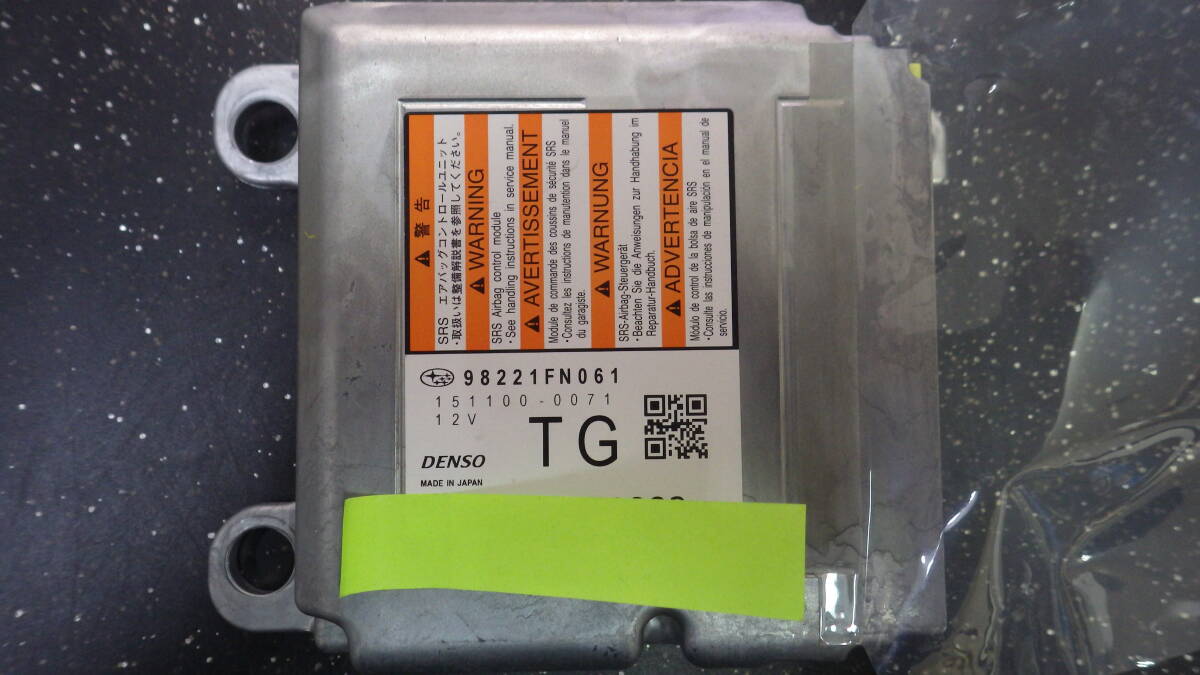 警告
SRS エアバッグコントロールユニット
・取扱いは整備解説書を参照してください。
WARNING
SRS Airbag control module
・See handling instructions in service manual.
AVERTISSEMENT
Module de commande des coussins de sécurité SRS
・Consultez les instructions de manutention dans le manuel
du garagiste.
WARNUNG
SRS-Airbag-Steuergerät
・Beachten Sie die Anweisungen zur Handhabung im
Reparatur-Handbuch.
ADVERTENCIA
Módulo de control de la bolsa de aire SRS
・Consulte las instrucciones de manipulación en el manual de
servicio.
98221FN061
151100-0071
12V
TG
DENSO
MADE IN JAPAN